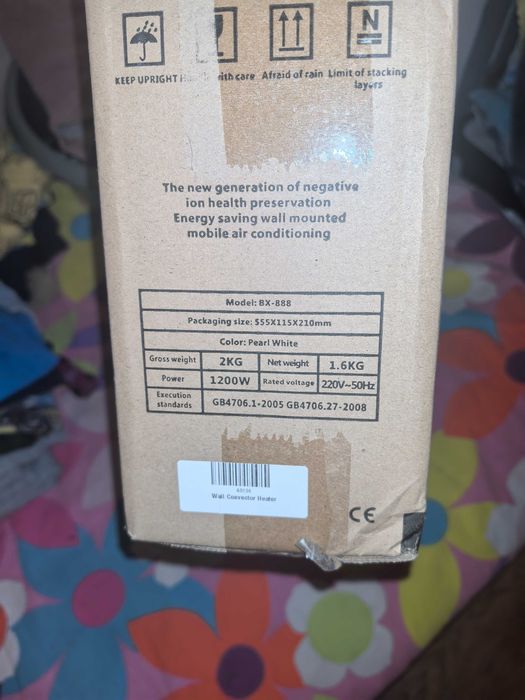 N
KEEP UPRIGHT with care Afraid of rain Limit of stacking
layers
The new generation of negative
ion health preservation
Energy saving wall mounted
mobile air conditioning
Model: BX-888
Packaging size: 555X115X210mm
Color: Pearl White
Gross weight 2KG Net weight 1.6KG
Power 1200W Rated voltage 220V~50Hz
Execution
standards GB4706.1-2005 GB4706.27-2008
Wall Convector Heater
CE